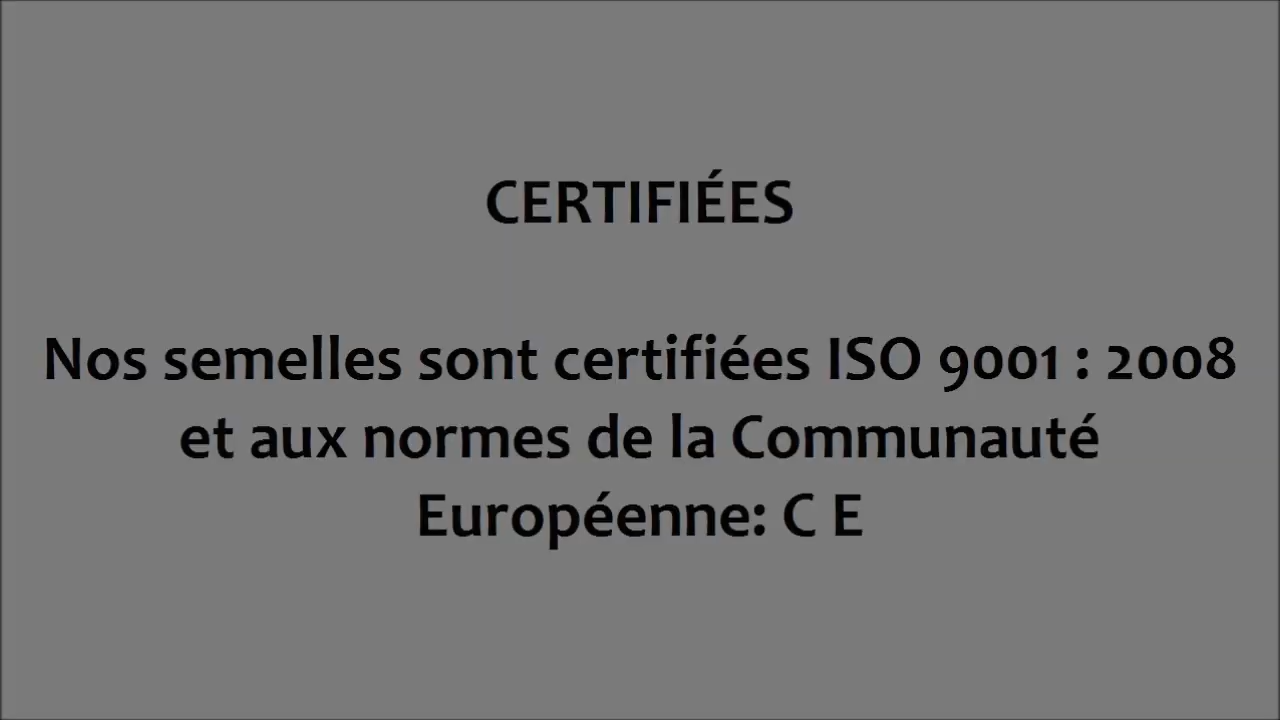 CERTIFIÉES
Nos semelles sont certifiées ISO 9001 : 2008
et aux normes de la Communauté
Européenne: C E